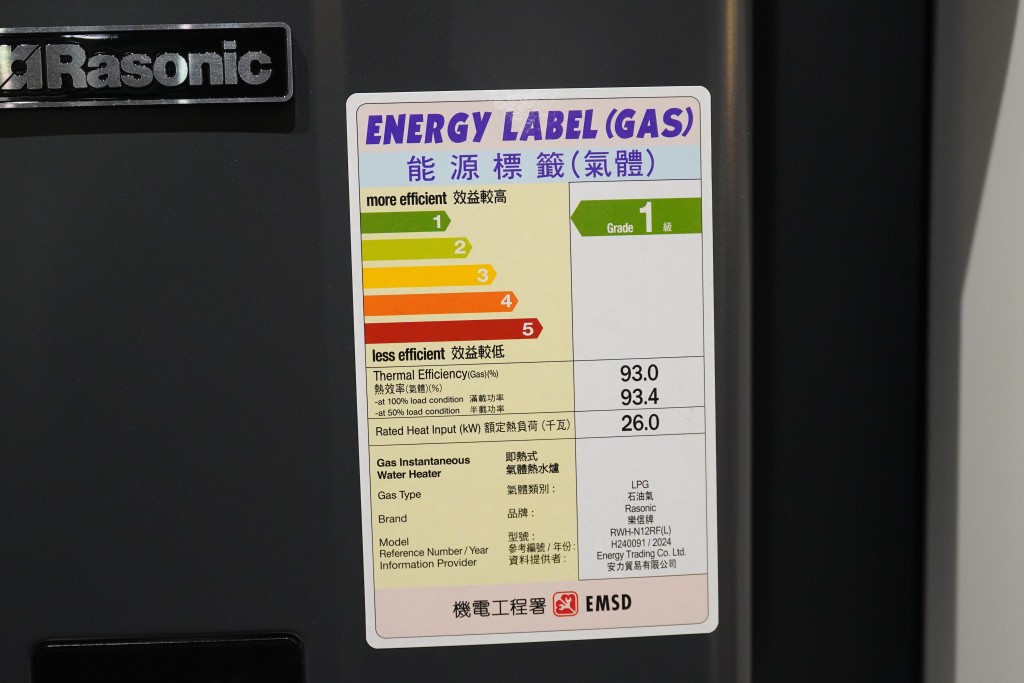 Rasonic
ENERGY LABEL (GAS)
能源標籤(氣體)
more efficient 效益較高
1
2
3
4
5
less efficient 效益較低
Grade 1 級
Thermal Efficiency(Gas)(%)
熱效率(氣體)(%)
-at 100% load condition 滿載功率
-at 50% load condition 半載功率
93.0
93.4
Rated Heat Input (kW) 額定熱負荷 (千瓦)
26.0
Gas Instantaneous
Water Heater
即熱式
氣體熱水爐
Gas Type 氣體類別 :
LPG
石油氣
Brand 品牌 :
Rasonic
樂信牌
Model 型號 :
RWH-N12RF(L)
Reference Number / Year 參考編號 / 年份 :
H240091 / 2024
Information Provider 資料提供者 :
Energy Trading Co. Ltd.
安力貿易有限公司
機電工程署 EMSD